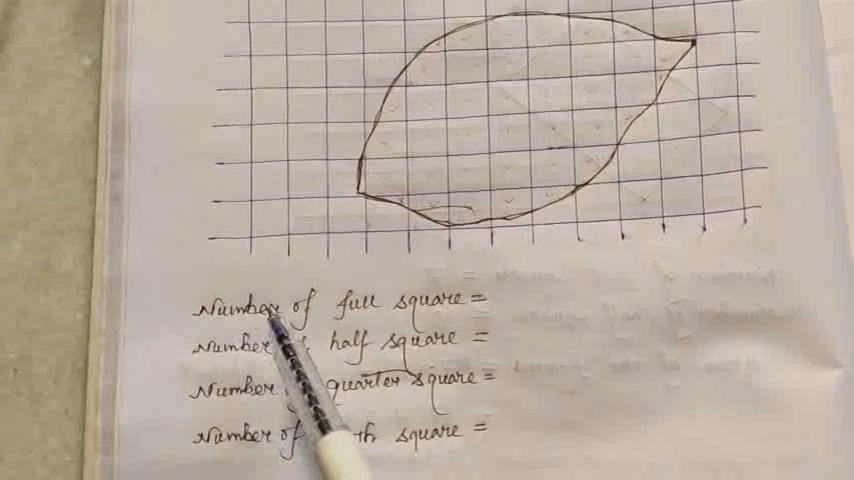 Number of full square =
Number half square =
Number quarter square =
Number of square =